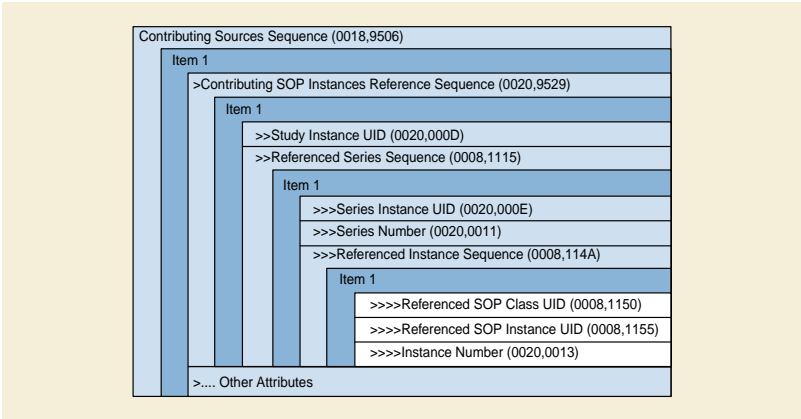 Contributing Sources Sequence (0018,9506)
Item 1
>Contributing SOP Instances Reference Sequence (0020,9529)
Item 1
>>Study Instance UID (0020,000D)
>>Referenced Series Sequence (0008,1115)
Item 1
>>>Series Instance UID (0020,000E)
>>>Series Number (0020,0011)
>>>Referenced Instance Sequence (0008,114A)
Item 1
>>>>Referenced SOP Class UID (0008,1150)
>>>>Referenced SOP Instance UID (0008,1155)
>>>>Instance Number (0020,0013)
>.... Other Attributes